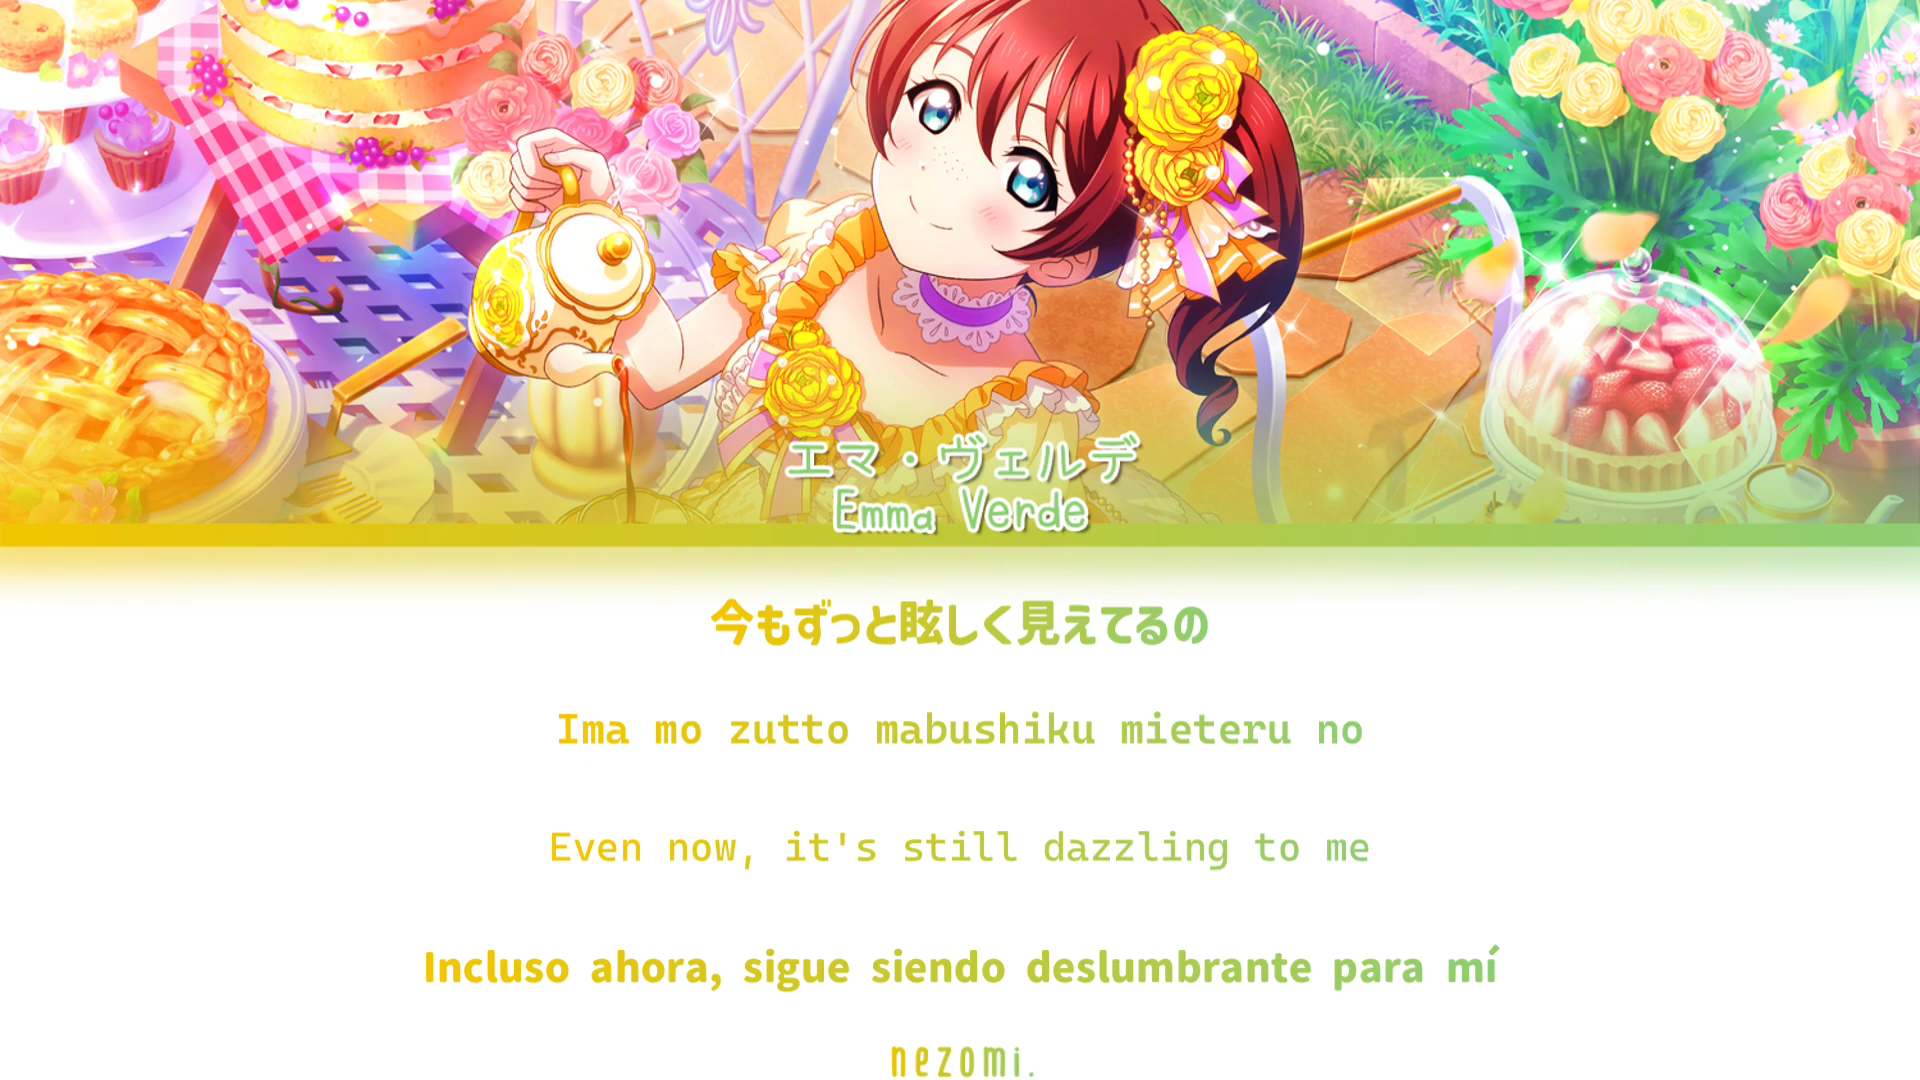 エマ・ヴェルデ
Emma Verde
今もずっと眩しく見えてるの
Ima mo zutto mabushiku mieteru no
Even now, it's still dazzling to me
Incluso ahora, sigue siendo deslumbrante para mí
nezomi.